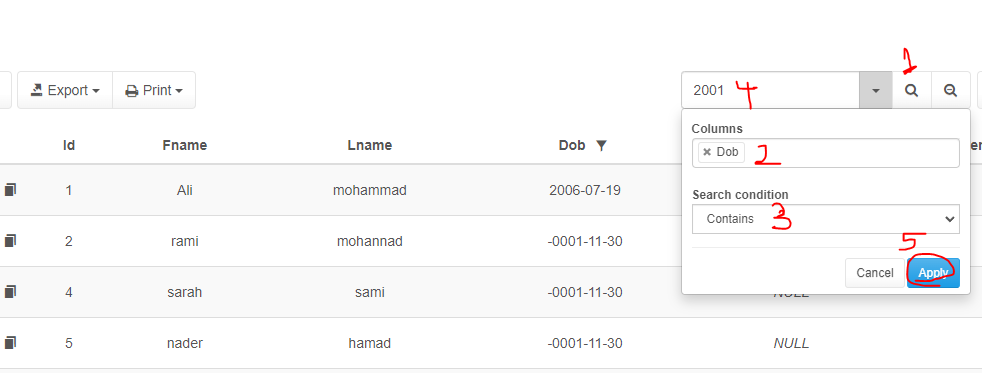 1
Export Print 2001 4
Columns
Id Fname Lname Dob Dob 2 er
Search condition
1 Ali mohammad 2006-07-19
Contains 3
2 rami mohannad -0001-11-30
5
Cancel Apply
4 sarah sami -0001-11-30 NULL
5 nader hamad -0001-11-30 NULL